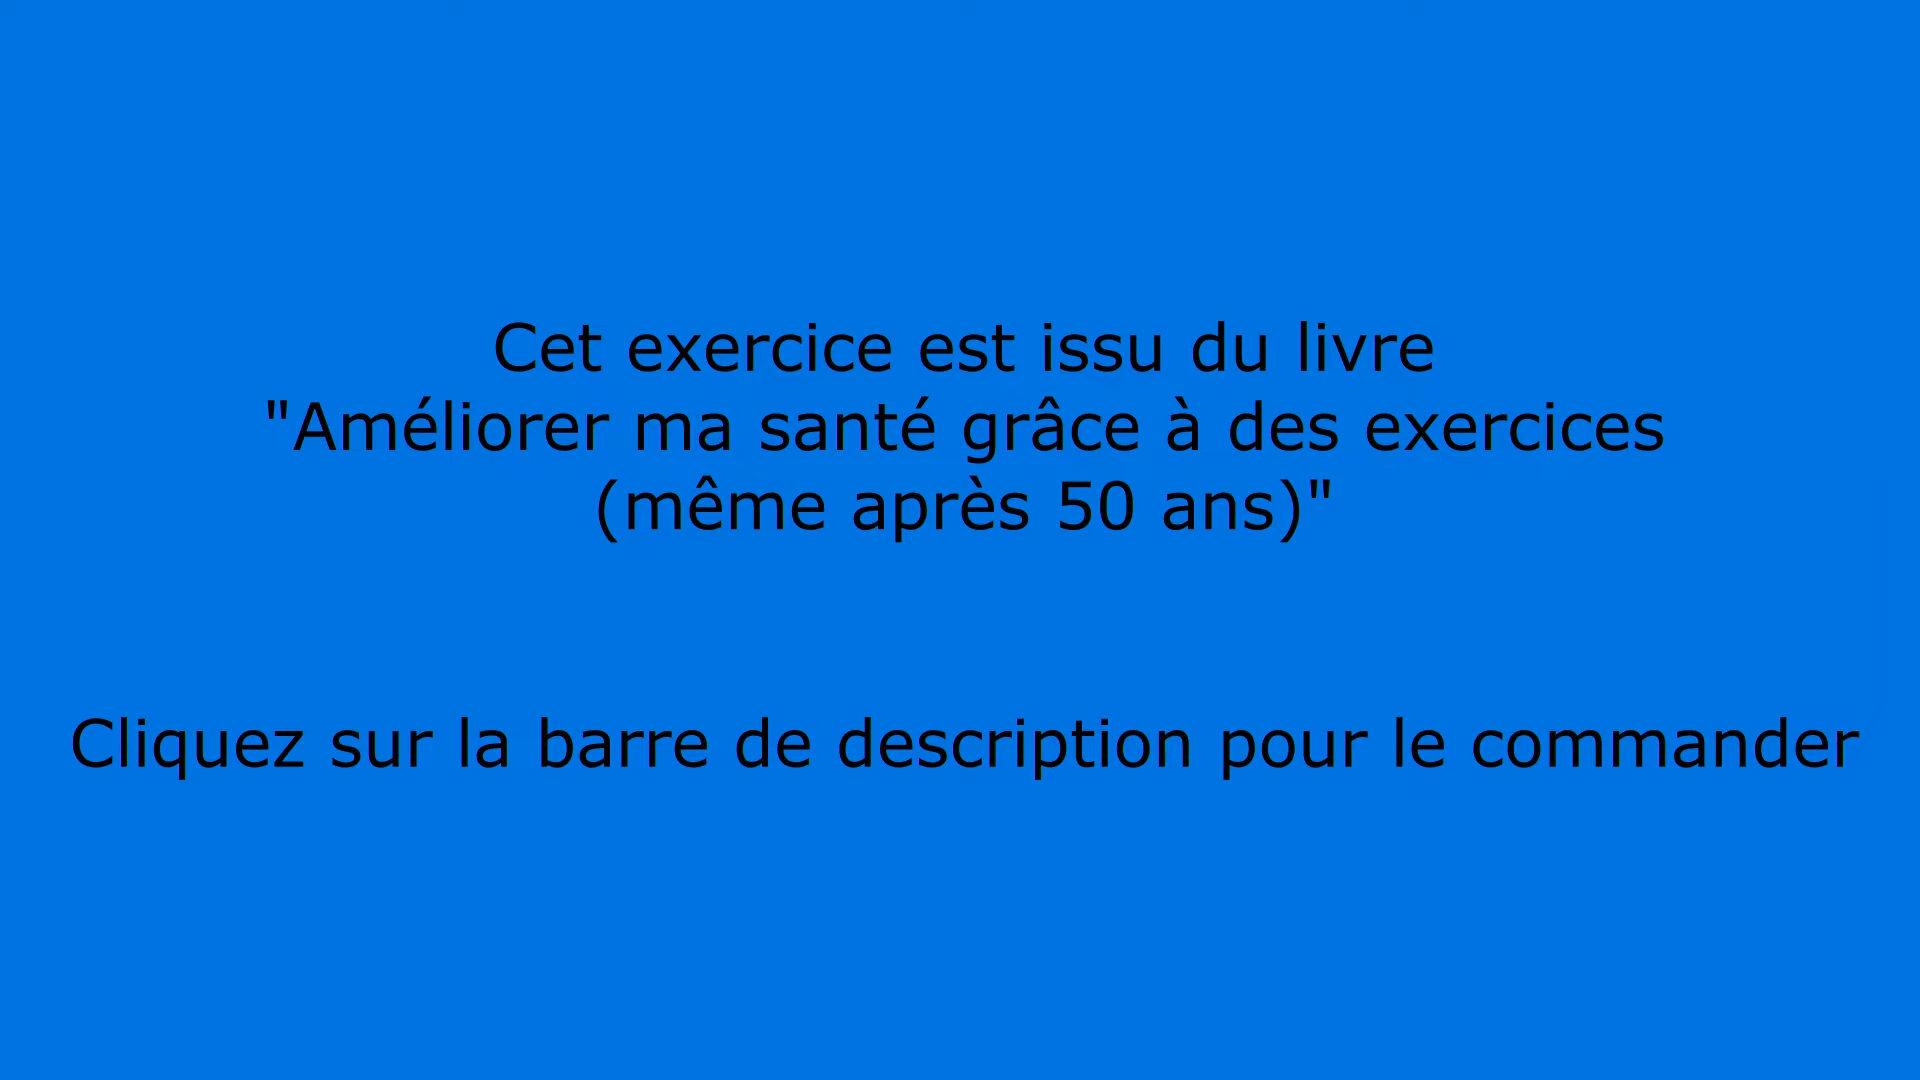 Cet exercice est issu du livre
"Améliorer ma santé grâce à des exercices
(même après 50 ans)"
Cliquez sur la barre de description pour le commander